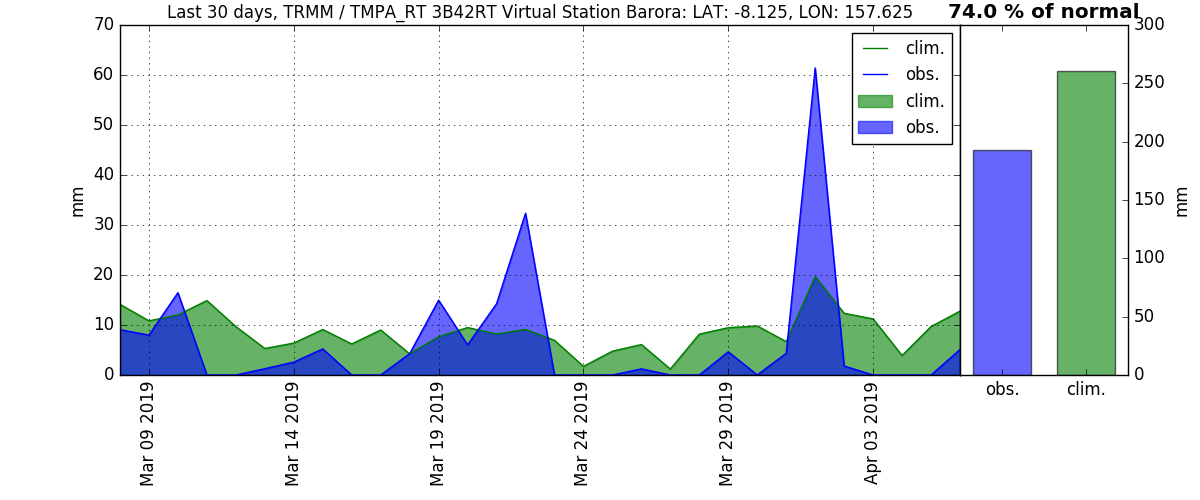 Last 30 days, TRMM / TMPA_RT 3B42RT Virtual Station Barora: LAT: -8.125, LON: 157.625
74.0 % of normal
70
60
50
40
30
20
10
0
mm
clim.
obs.
clim.
obs.
300
250
200
150
100
50
0
mm
obs.
clim.
Mar 09 2019
Mar 14 2019
Mar 19 2019
Mar 24 2019
Mar 29 2019
Apr 03 2019